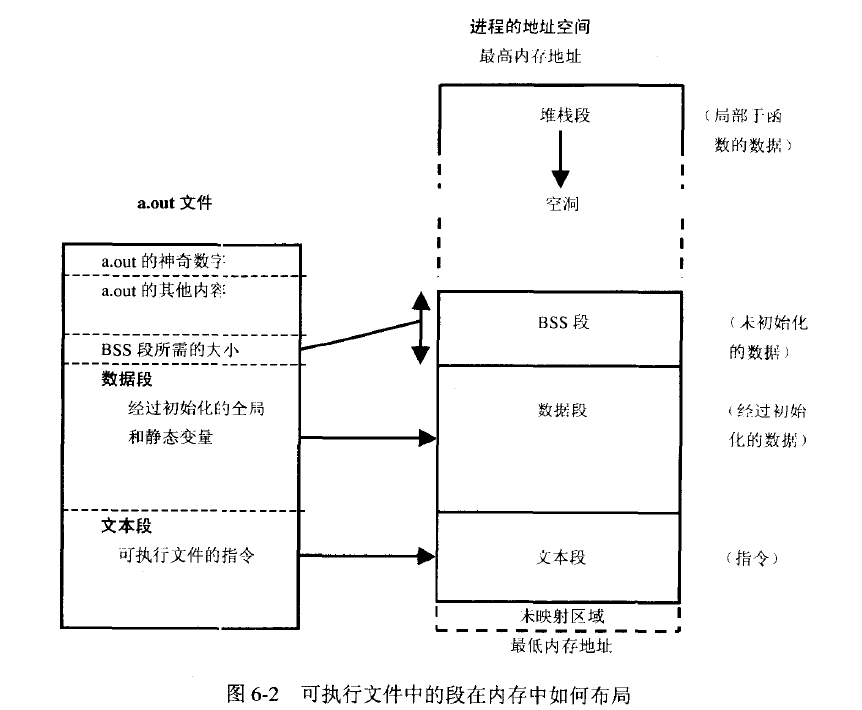 进程的地址空间
最高内存地址
堆栈段
(局部于函
数的数据)
空洞
a.out 文件
a.out 的神奇数字
a.out 的其他内容
BSS 段所需的大小
数据段
经过初始化的全局
和静态变量
文本段
可执行文件的指令
BSS 段
(未初始化
的数据)
数据段
(经过初始
化的数据)
文本段
(指令)
未映射区域
最低内存地址
图 6-2 可执行文件中的段在内存中如何布局